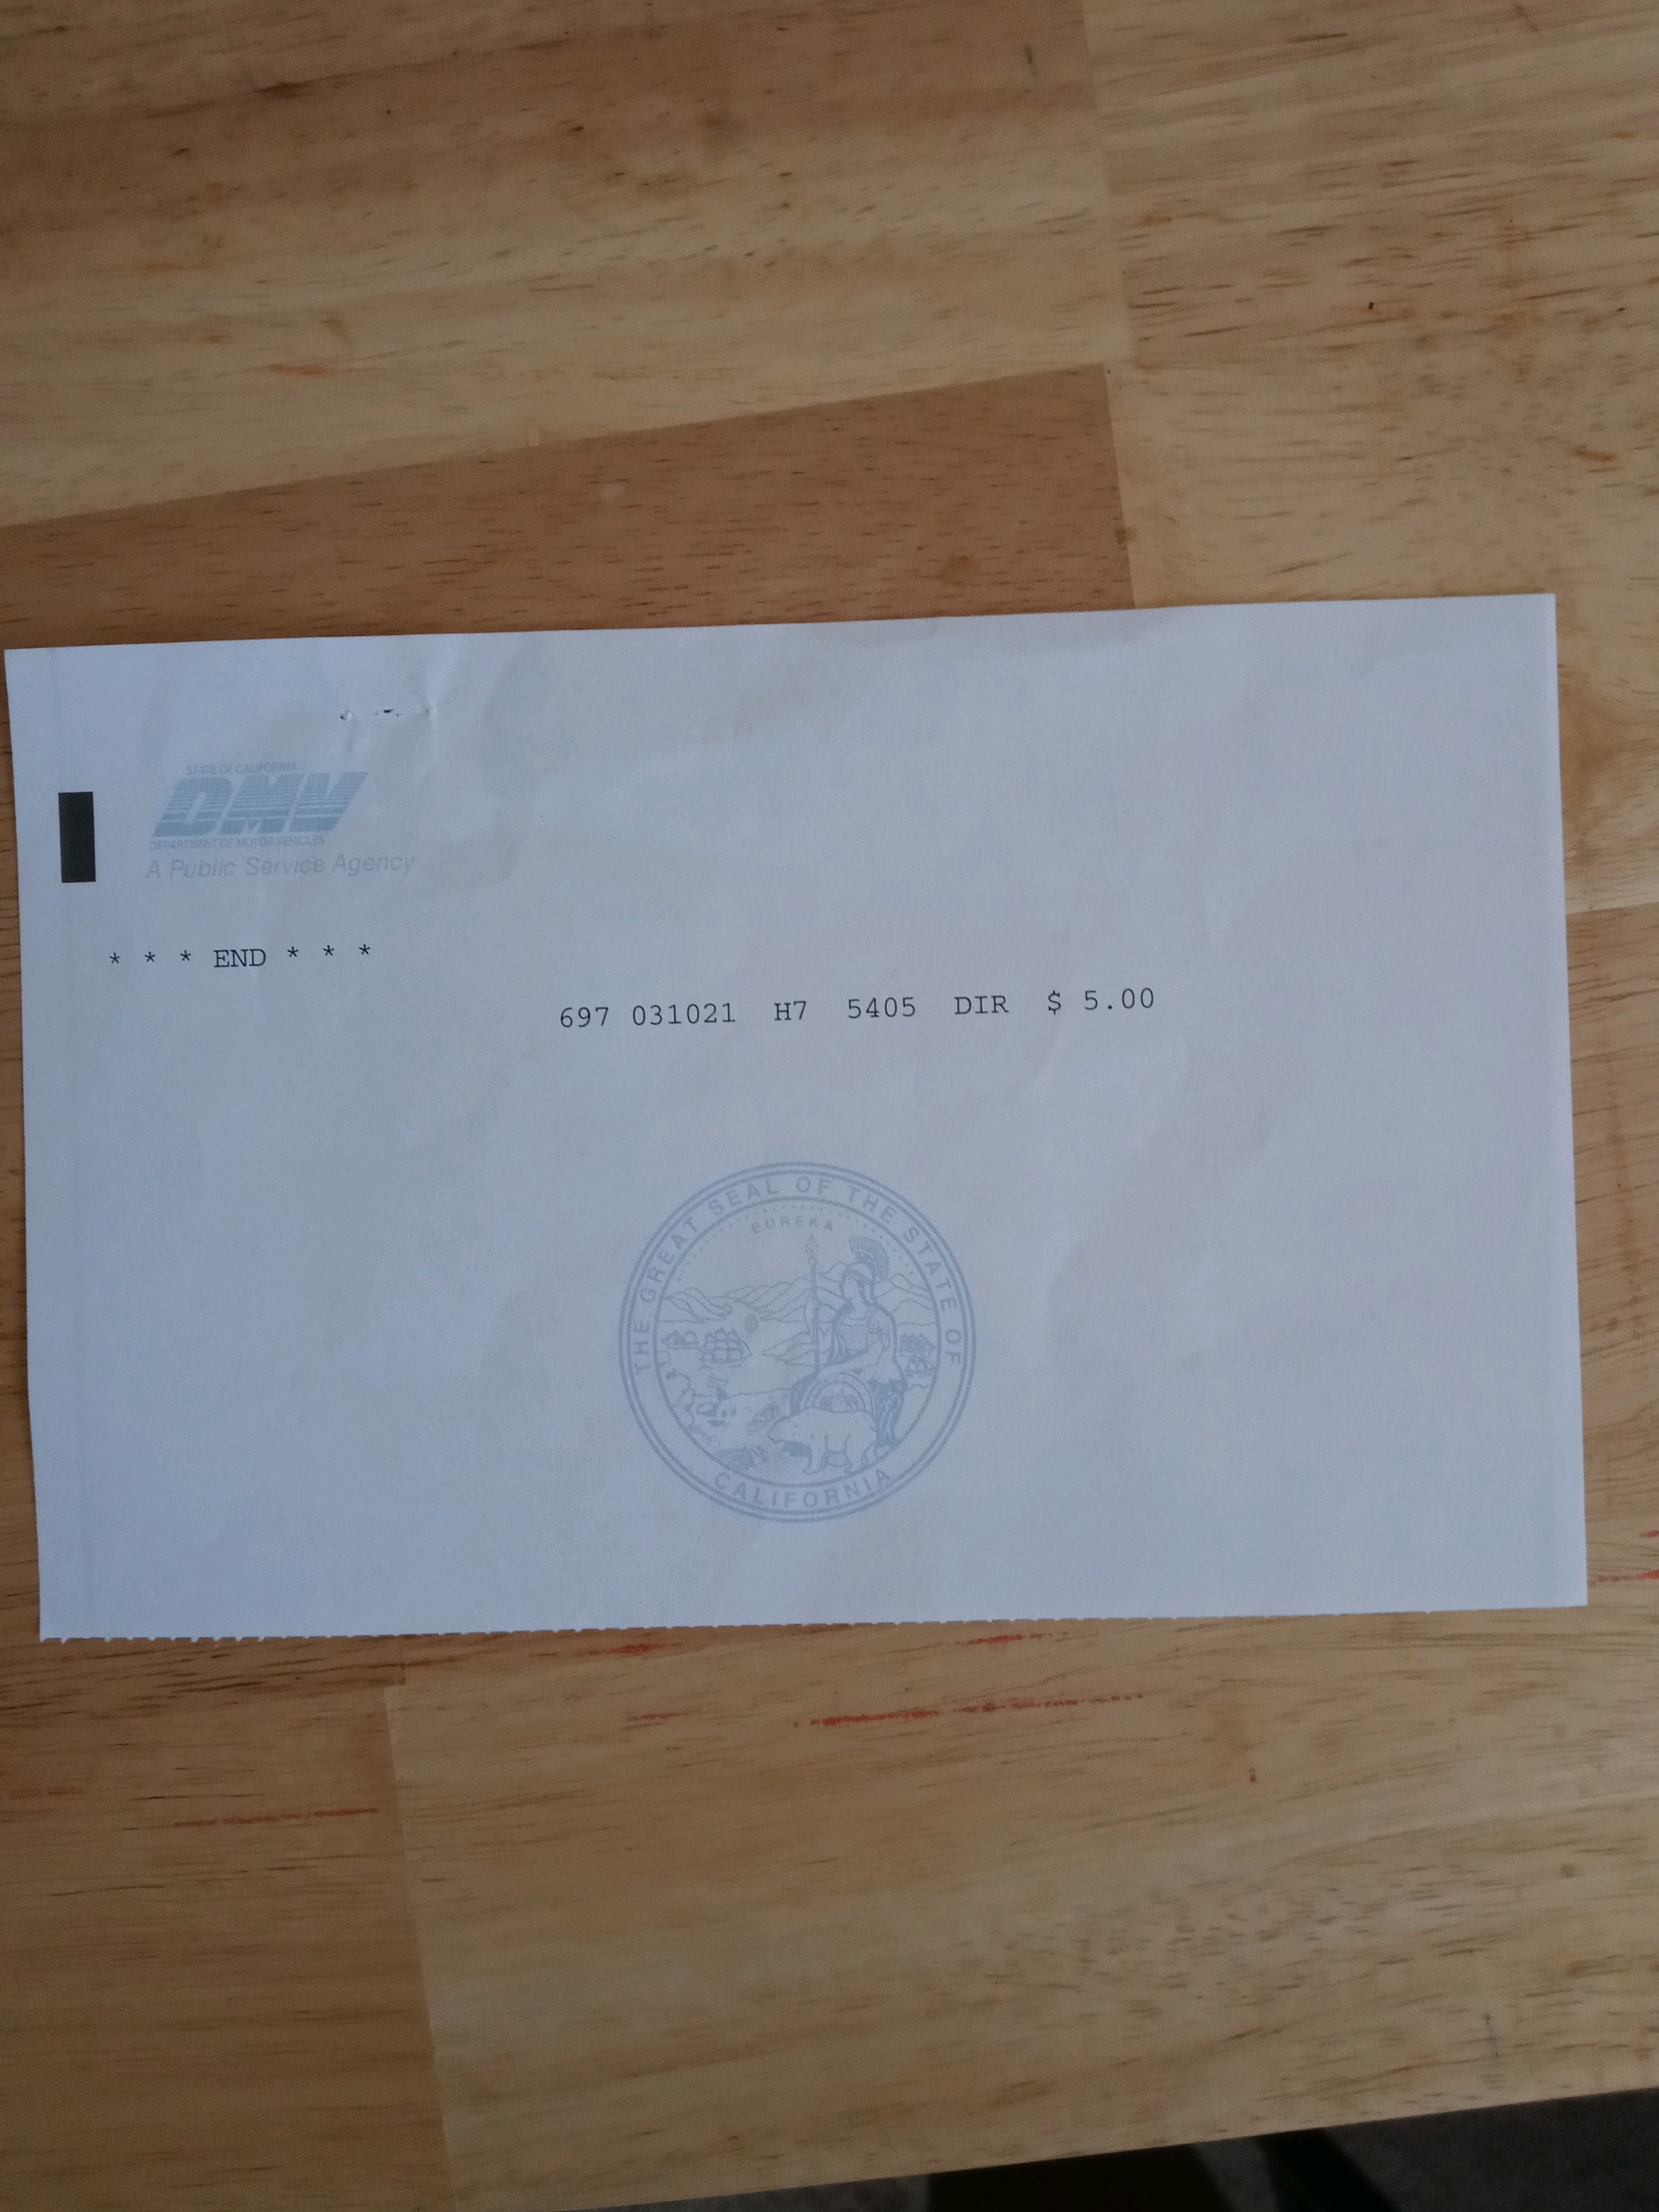 STATE OF CALIFORNIA
DMV
DEPARTMENT OF MOTOR VEHICLES
A Public Service Agency
* * * END * * *
697 031021 H7 5405 DIR $ 5.00
THE GREAT SEAL OF THE STATE OF CALIFORNIA
EUREKA